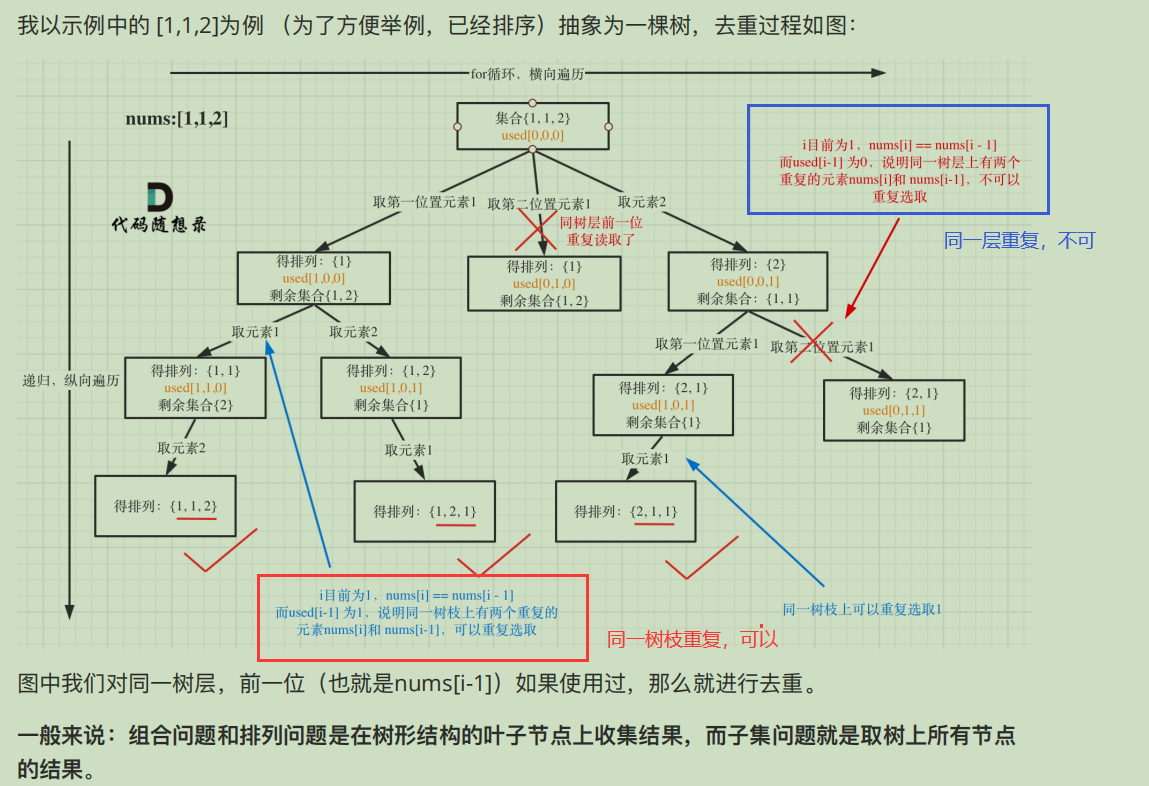 我以示例中的 [1,1,2]为例 （为了方便举例，已经排序）抽象为一棵树，去重过程如图：
for循环，横向遍历
nums:[1,1,2]
代码随想录
集合{1, 1, 2}
used[0,0,0]
i目前为1，nums[i] == nums[i - 1]
而used[i-1] 为0，说明同一树层上有两个
重复的元素nums[i]和 nums[i-1]，不可以
重复选取
同一层重复，不可
取第一位置元素1
取第二位置元素1
取元素2
同树层前一位
重复读取了
得排列：{1}
used[1,0,0]
剩余集合{1, 2}
得排列：{1}
used[0,1,0]
剩余集合{1, 2}
得排列：{2}
used[0,0,1]
剩余集合：{1, 1}
取元素1
取元素2
取第一位置元素1
取第二位置元素1
递归，纵向遍历
得排列：{1, 1}
used[1,1,0]
剩余集合{2}
得排列：{1, 2}
used[1,0,1]
剩余集合{1}
得排列：{2, 1}
used[1,0,1]
剩余集合{1}
得排列：{2, 1}
used[0,1,1]
剩余集合{1}
取元素2
取元素1
取元素1
得排列：{1, 1, 2}
得排列：{1, 2, 1}
得排列：{2, 1, 1}
i目前为1，nums[i] == nums[i - 1]
而used[i-1] 为1，说明同一树枝上有两个重复的
元素nums[i]和 nums[i-1]，可以重复选取
同一树枝上可以重复选取1
同一树枝重复，可以
图中我们对同一树层，前一位（也就是nums[i-1]）如果使用过，那么就进行去重。
一般来说：组合问题和排列问题是在树形结构的叶子节点上收集结果，而子集问题就是取树上所有节点
的结果。